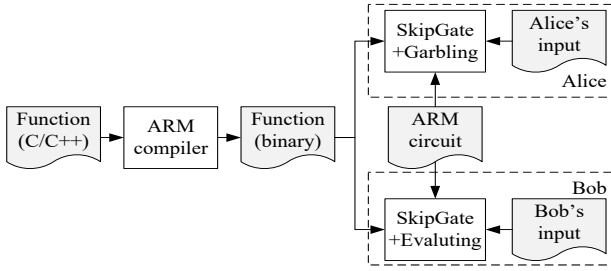 SkipGate
+Garbling
Alice's
input
Alice
Function
(C/C++)
ARM
compiler
Function
(binary)
ARM
circuit
Bob
SkipGate
+Evaluting
Bob's
input